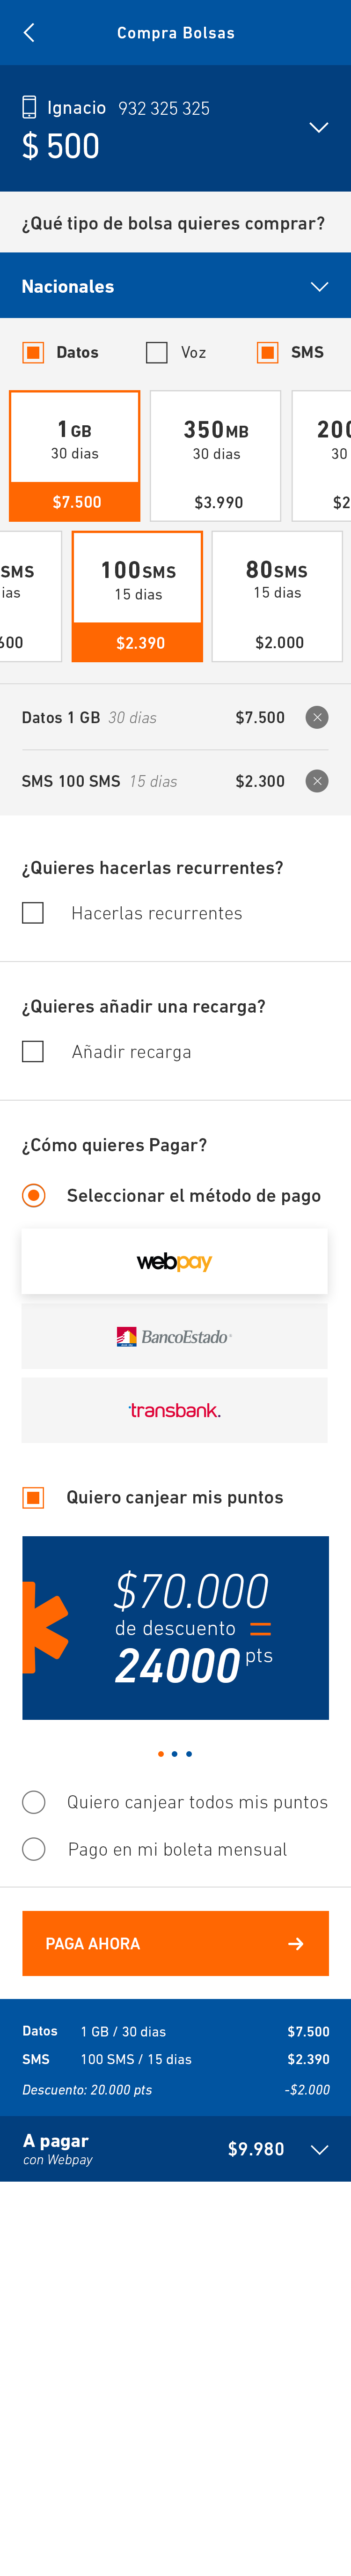 Compra Bolsas
Ignacio 932 325 325
$ 500
¿Qué tipo de bolsa quieres comprar?
Nacionales
Datos Voz SMS
1 GB 350MB 200
30 dias 30 dias 30
$7.500 $3.990 $2
SMS 100 SMS 80 SMS
ias 15 dias 15 dias
600 $2.390 $2.000
Datos 1 GB 30 dias $7.500
SMS 100 SMS 15 dias $2.300
¿Quieres hacerlas recurrentes?
Hacerlas recurrentes
¿Quieres añadir una recarga?
Añadir recarga
¿Cómo quieres Pagar?
Seleccionar el método de pago
webpay
BancoEstado
transbank.
Quiero canjear mis puntos
$70.000
de descuento =
24000 pts
Quiero canjear todos mis puntos
Pago en mi boleta mensual
PAGA AHORA
Datos 1 GB / 30 dias $7.500
SMS 100 SMS / 15 dias $2.390
Descuento: 20.000 pts -$2.000
A pagar $9.980
con Webpay